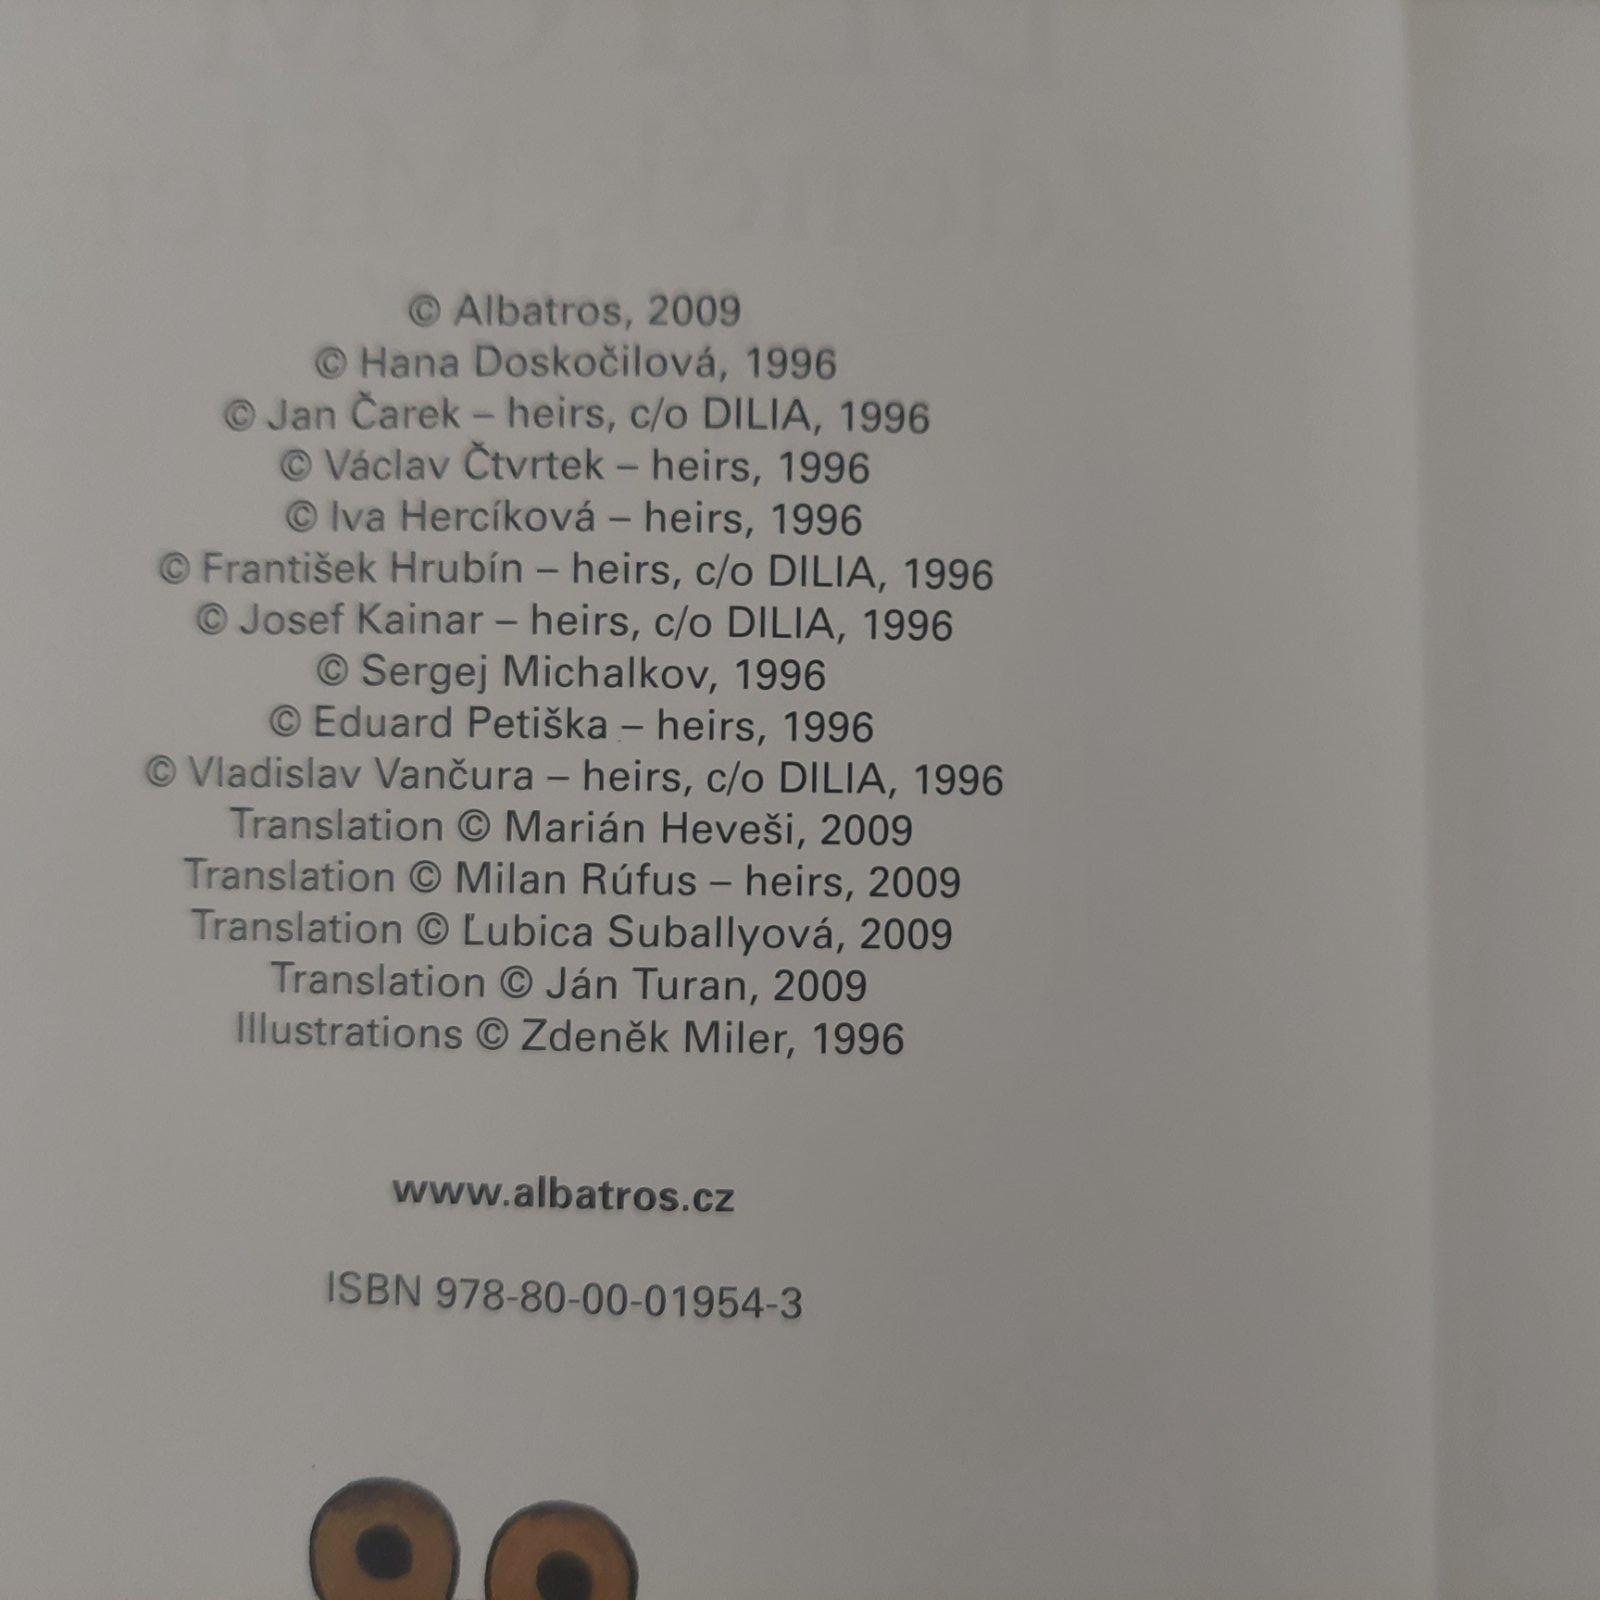 © Albatros, 2009
© Hana Doskočilová, 1996
© Jan Čarek – heirs, c/o DILIA, 1996
© Václav Čtvrtek – heirs, 1996
© Iva Hercíková – heirs, 1996
© František Hrubín – heirs, c/o DILIA, 1996
© Josef Kainar – heirs, c/o DILIA, 1996
© Sergej Michalkov, 1996
© Eduard Petiška – heirs, 1996
© Vladislav Vančura – heirs, c/o DILIA, 1996
Translation © Marián Heveši, 2009
Translation © Milan Rúfus – heirs, 2009
Translation © Ľubica Suballyová, 2009
Translation © Ján Turan, 2009
Illustrations © Zdeněk Miler, 1996
www.albatros.cz
ISBN 978-80-00-01954-3